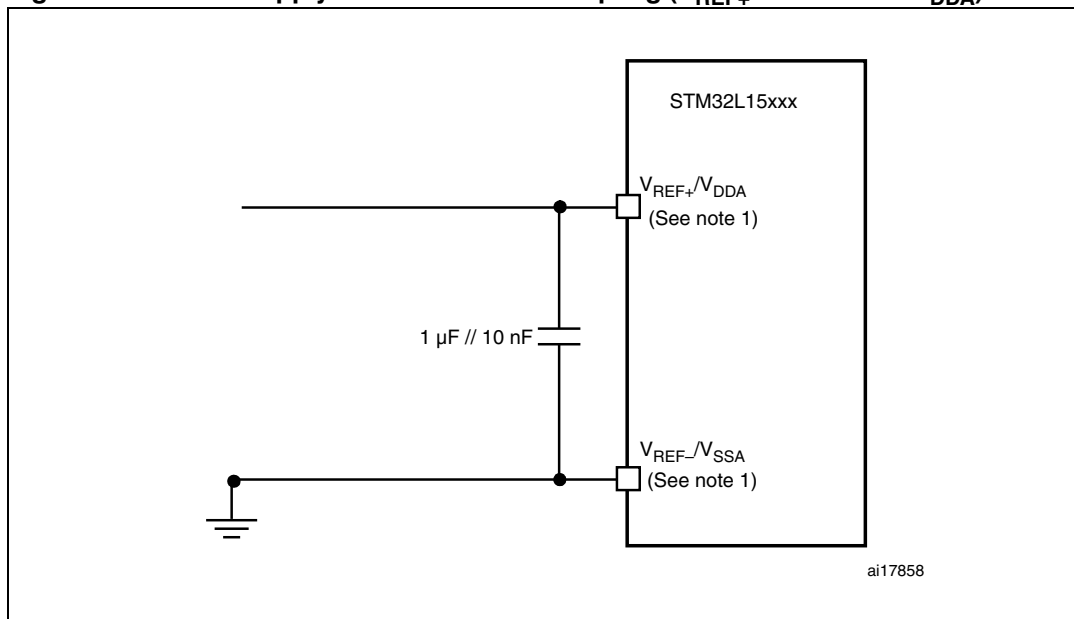 STM32L15xxx
VREF+/VDDA
(See note 1)
1 µF // 10 nF
VREF–/VSSA
(See note 1)
ai17858